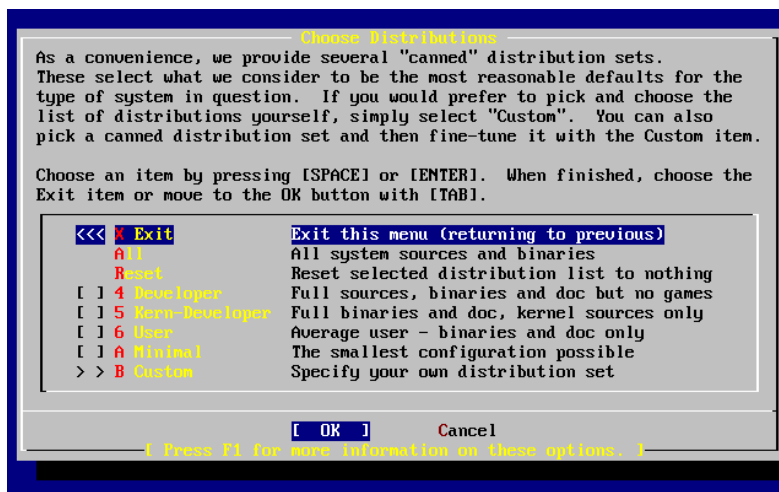 Choose Distributions
As a convenience, we provide several "canned" distribution sets.
These select what we consider to be the most reasonable defaults for the
type of system in question.  If you would prefer to pick and choose the
list of distributions yourself, simply select "Custom".  You can also
pick a canned distribution set and then fine-tune it with the Custom item.
Choose an item by pressing [SPACE] or [ENTER].  When finished, choose the
Exit item or move to the OK button with [TAB].
<<< X Exit Exit this menu (returning to previous)
All All system sources and binaries
Reset Reset selected distribution list to nothing
[ ] 4 Developer Full sources, binaries and doc but no games
[ ] 5 Kern-Developer Full binaries and doc, kernel sources only
[ ] 6 User Average user - binaries and doc only
[ ] A Minimal The smallest configuration possible
> > B Custom Specify your own distribution set
[ OK ] Cancel
[ Press F1 for more information on these options. ]